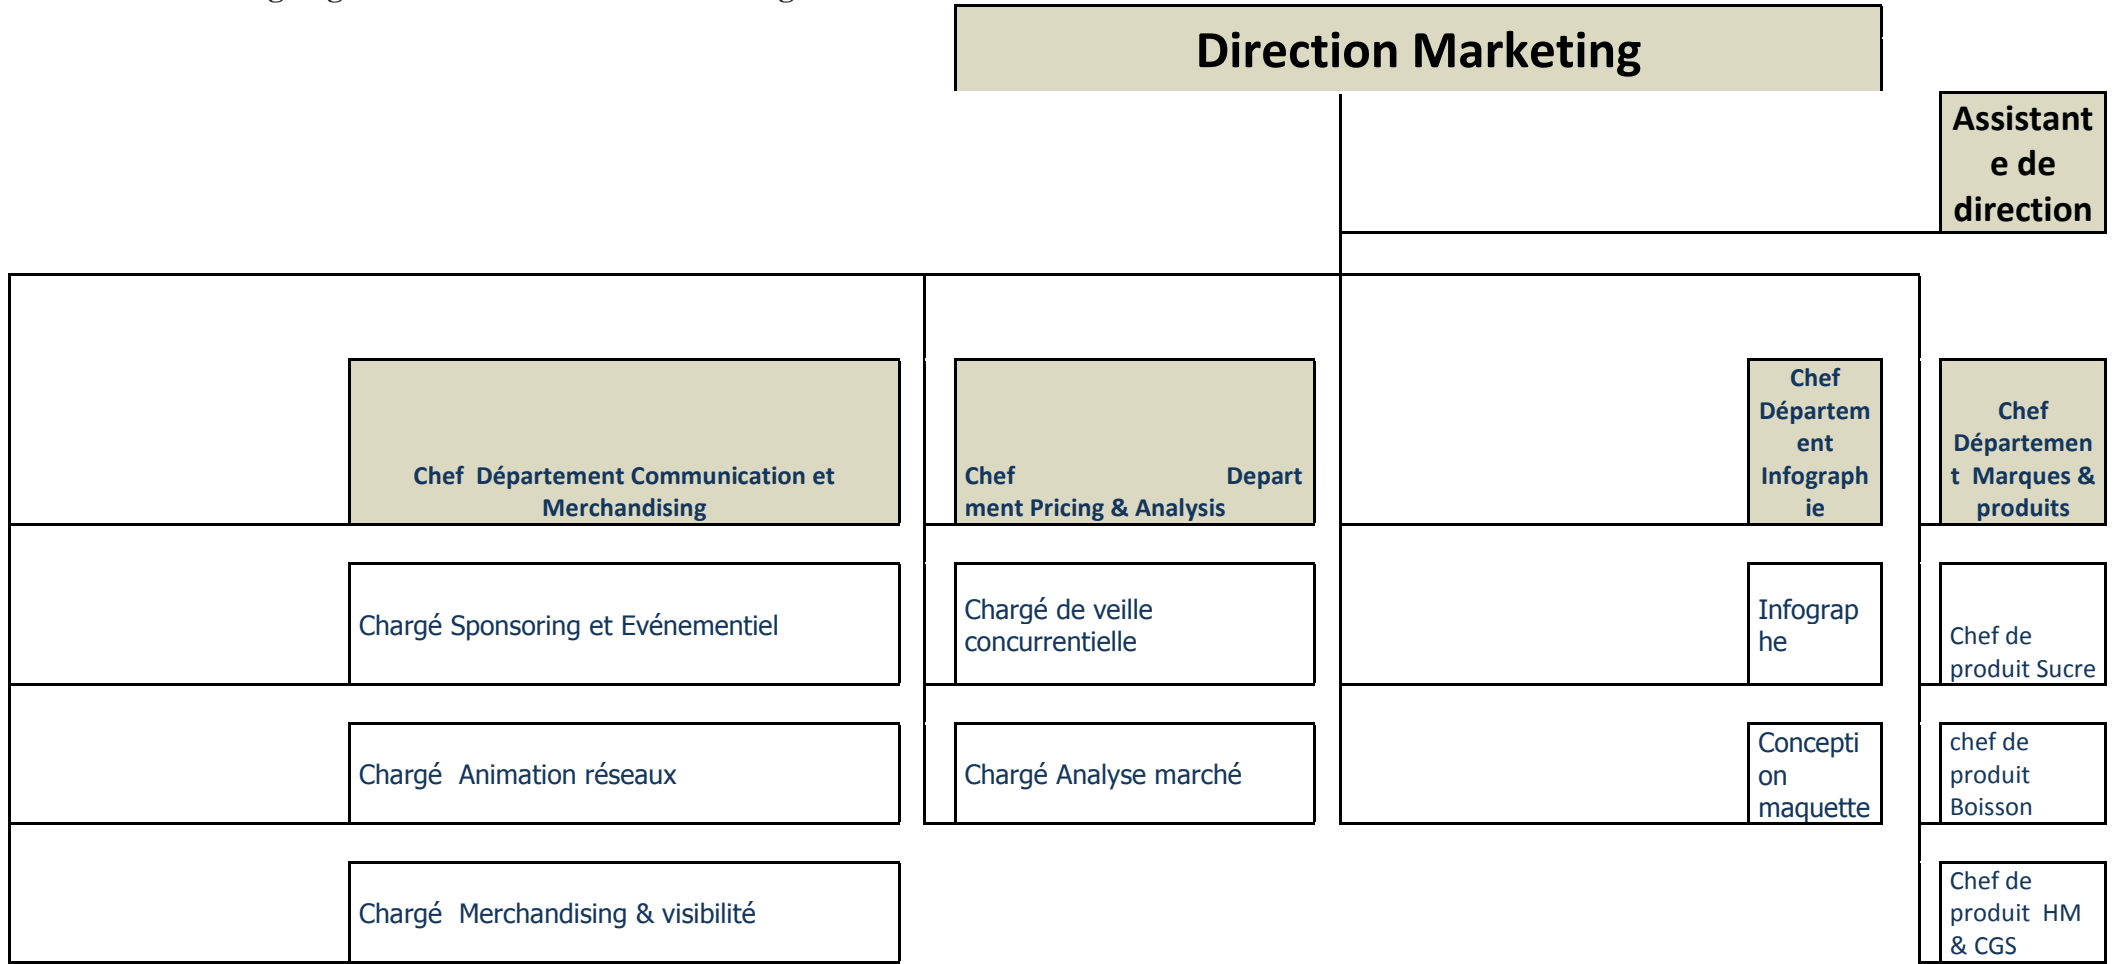 Direction Marketing
Assistant
e de
direction
Chef Département Communication et
Merchandising
Chef Depart
ment Pricing & Analysis
Chef
Départem
ent
Infograph
ie
Chef
Départemen
t Marques &
produits
Chargé Sponsoring et Evénementiel
Chargé de veille
concurrentielle
Infograp
he
Chef de
produit Sucre
Chargé Animation réseaux
Chargé Analyse marché
Concepti
on
maquette
chef de
produit
Boisson
Chargé Merchandising & visibilité
Chef de
produit HM
& CGS